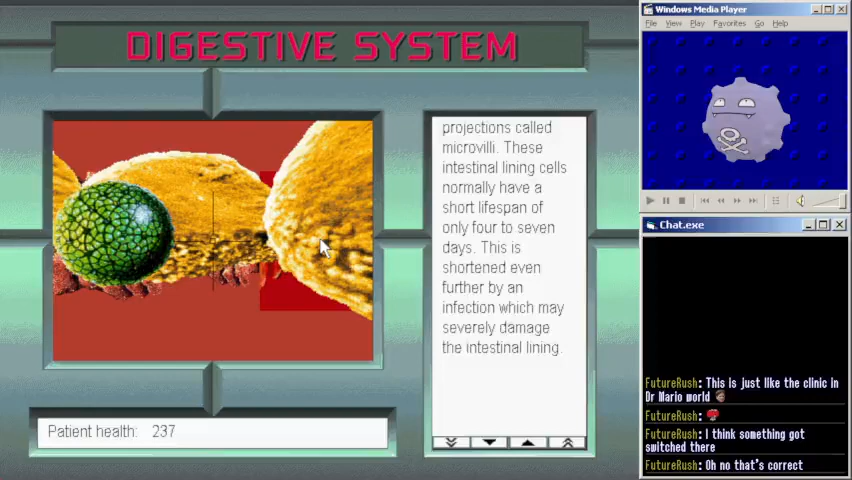 DIGESTIVE SYSTEM
projections called
microvilli. These
intestinal lining cells
normally have a
short lifespan of
only four to seven
days. This is
shortened even
further by an
infection which may
severely damage
the intestinal lining.
Patient health: 237
Windows Media Player
File View Play Favorites Go Help
Chat.exe
FutureRush: This is just like the clinic in
Dr Mario world
FutureRush:
FutureRush: I think something got
switched there
FutureRush: Oh no that's correct